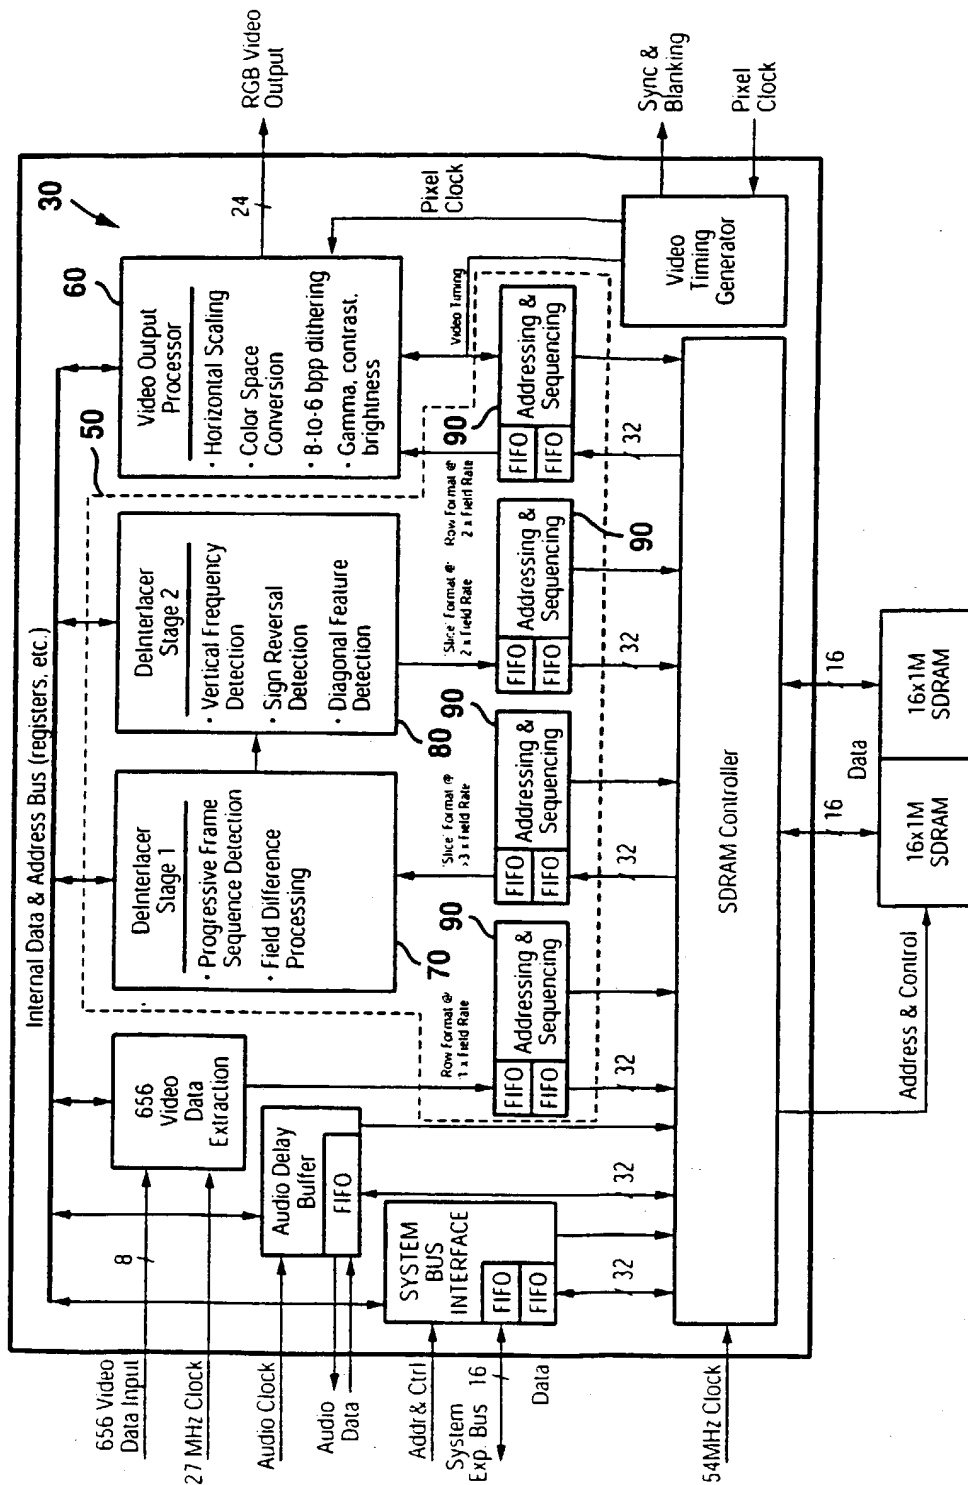 Internal Data & Address Bus (registers, etc.)
30
50
60
Video Output
Processor
· Horizontal Scaling
· Color Space
Conversion
· 8-to-6 bpp dithering
· Gamma, contrast,
brightness
24
RGB Video
Output
DeInterlacer
Stage 2
· Vertical Frequency
Detection
· Sign Reversal
Detection
· Diagonal Feature
Detection
80
DeInterlacer
Stage 1
· Progressive Frame
Sequence Detection
· Field Difference
Processing
70
656
Video
Data
Extraction
8
656 Video
Data Input
27 MHz Clock
Audio Delay
Buffer
FIFO
Audio Clock
Audio
Data
32
SYSTEM
BUS
INTERFACE
FIFO
FIFO
Addr& Ctrl
System
Exp. Bus
16
Data
32
Row Format @
1 x Field Rate
90
FIFO
FIFO
Addressing &
Sequencing
32
'Slice' Format @
>3 x Field Rate
90
FIFO
FIFO
Addressing &
Sequencing
32
'Slice' Format @
2 x Field Rate
90
FIFO
FIFO
Addressing &
Sequencing
32
Row Format @
2 x Field Rate
90
FIFO
FIFO
Addressing &
Sequencing
32
Video Timing
Pixel
Clock
Video
Timing
Generator
Sync &
Blanking
Pixel
Clock
SDRAM Controller
54MHz Clock
Address & Control
16
Data
16
16x1M
SDRAM
16x1M
SDRAM